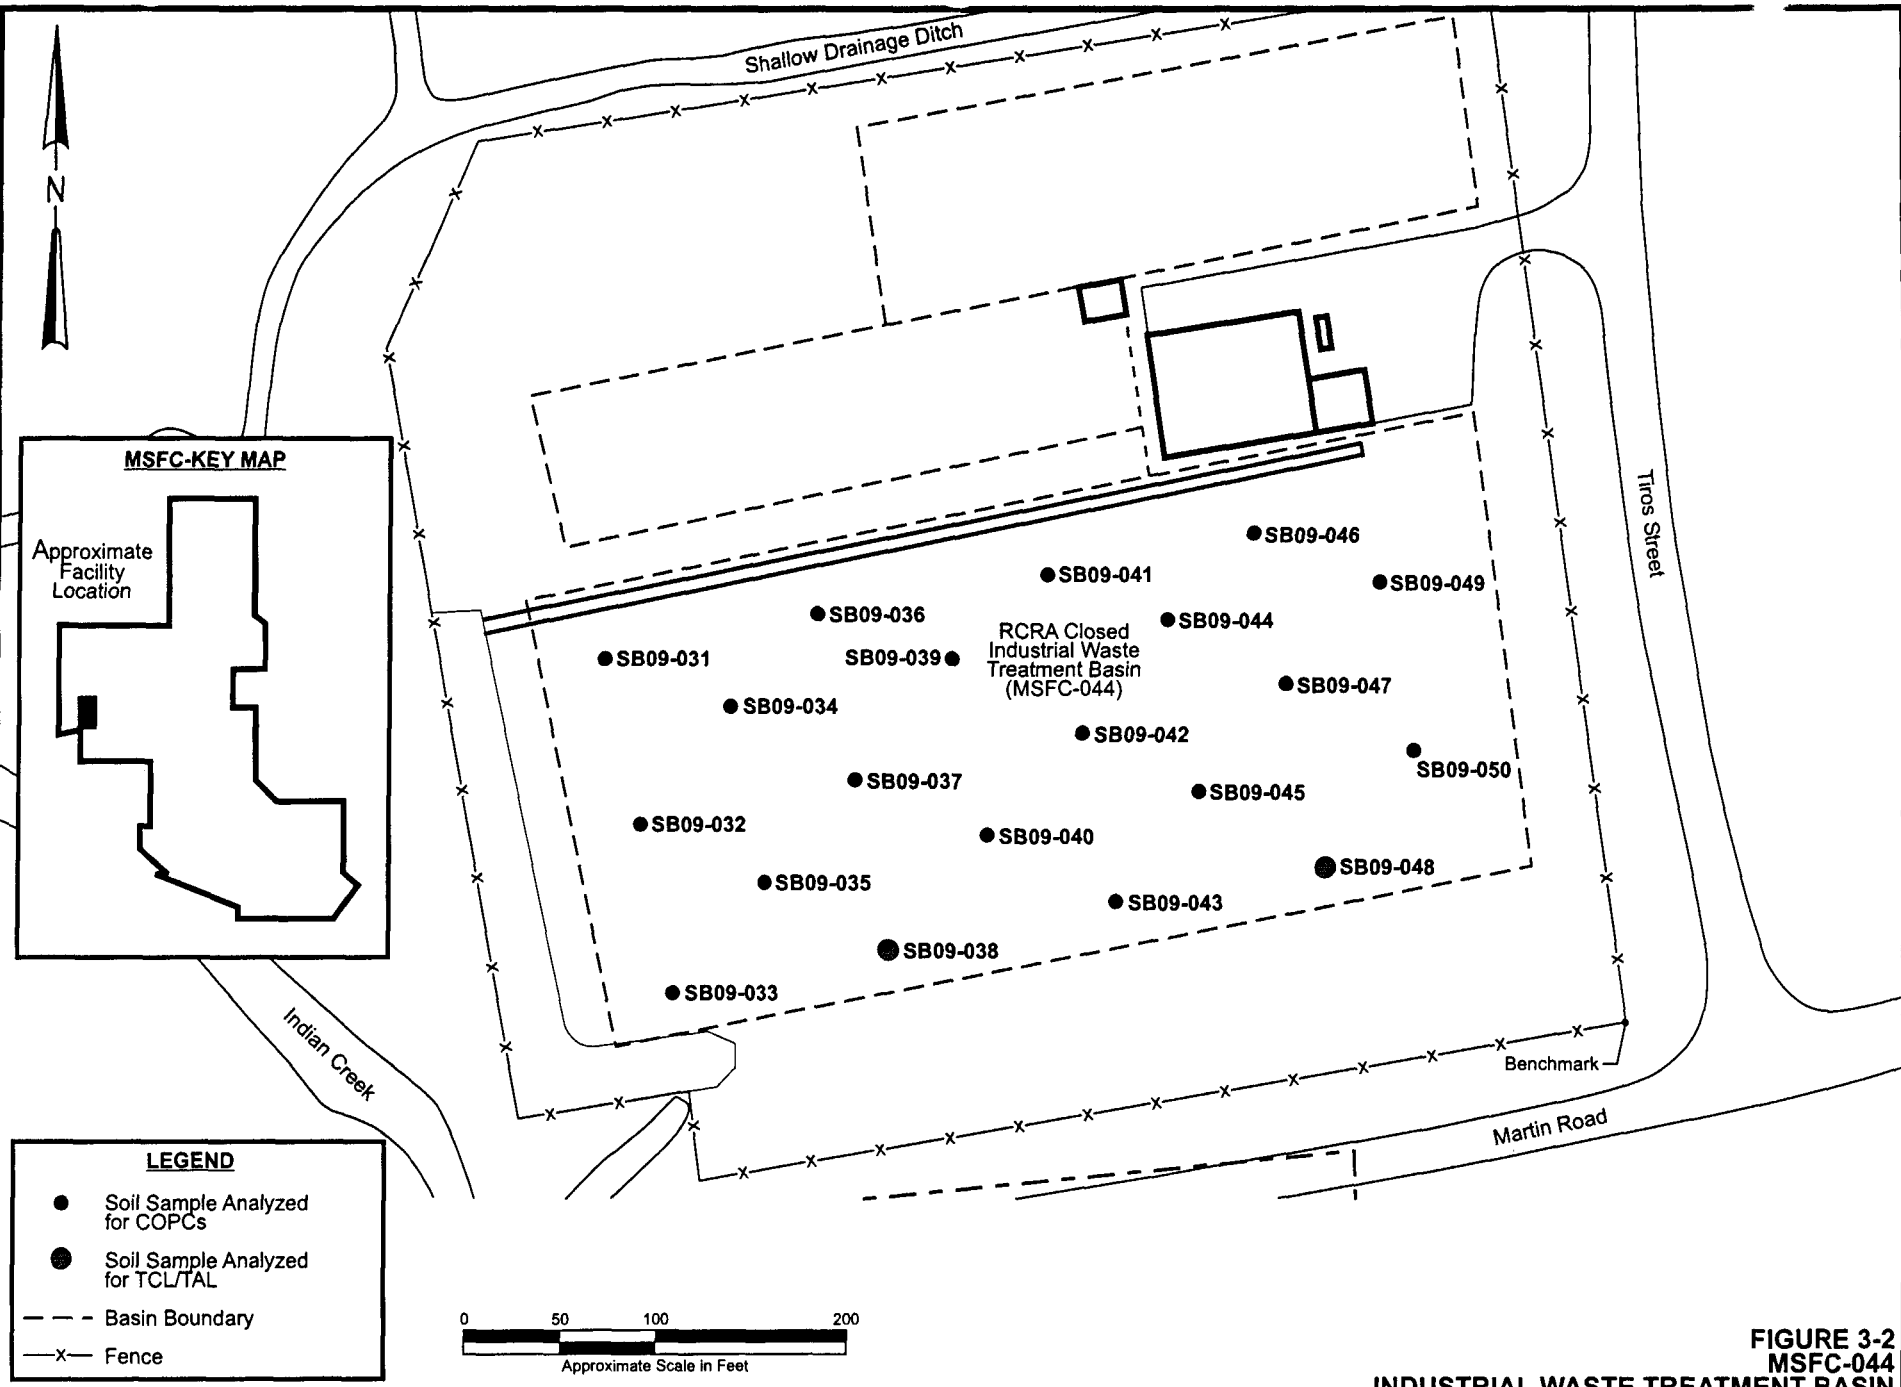 Shallow Drainage Ditch
N
MSFC-KEY MAP
Approximate
Facility
Location
Tiros Street
SB09-046
SB09-041
SB09-049
SB09-036
SB09-044
RCRA Closed
Industrial Waste
Treatment Basin
(MSFC-044)
SB09-031
SB09-039
SB09-047
SB09-034
SB09-042
SB09-050
SB09-037
SB09-045
SB09-032
SB09-040
SB09-048
SB09-035
SB09-043
SB09-038
SB09-033
Indian Creek
Benchmark
Martin Road
LEGEND
Soil Sample Analyzed
for COPCs
Soil Sample Analyzed
for TCL/TAL
Basin Boundary
x Fence
0 50 100 200
Approximate Scale in Feet
FIGURE 3-2
MSFC-044
INDUSTRIAL WASTE TREATMENT BASIN